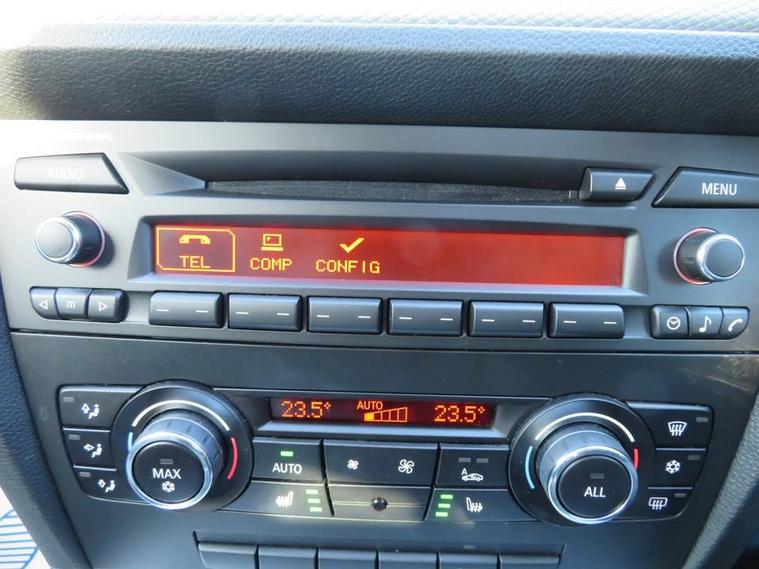 AUDIO
MENU
TEL COMP CONFIG
m
23.5° AUTO 23.5°
MAX
AUTO
A
ALL